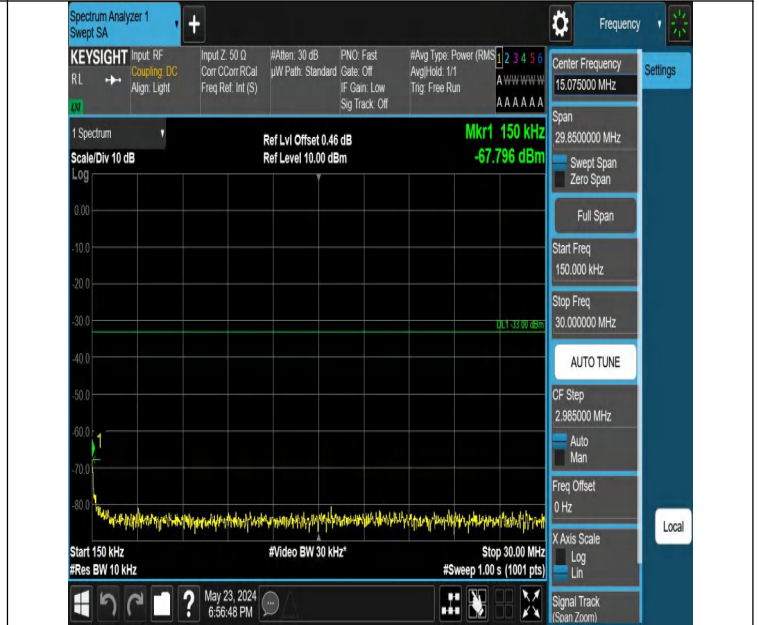 Spectrum Analyzer 1
Swept SA
+
Frequency
KEYSIGHT
RL
LXI
Input: RF
Coupling: DC
Align: Light
Input Z: 50 Ω
Corr CCorr RCal
Freq Ref: Int (S)
#Atten: 30 dB
µW Path: Standard
PNO: Fast
Gate: Off
IF Gain: Low
Sig Track: Off
#Avg Type: Power (RMS
Avg|Hold: 1/1
Trig: Free Run
1 2 3 4 5 6
A W W W W W
A A A A A A
1 Spectrum
Scale/Div 10 dB
Log
Ref Lvl Offset 0.46 dB
Ref Level 10.00 dBm
Mkr1 150 kHz
-67.796 dBm
0.00
-10.0
-20.0
-30.0
-40.0
-50.0
-60.0
-70.0
-80.0
DL1 -33.00 dBm
1
Start 150 kHz
#Res BW 10 kHz
#Video BW 30 kHz*
Stop 30.00 MHz
#Sweep 1.00 s (1001 pts)
?
May 23, 2024
6:56:48 PM
Center Frequency
15.075000 MHz
Span
29.8500000 MHz
Swept Span
Zero Span
Full Span
Start Freq
150.000 kHz
Stop Freq
30.000000 MHz
AUTO TUNE
CF Step
2.985000 MHz
Auto
Man
Freq Offset
0 Hz
X Axis Scale
Log
Lin
Signal Track
(Span Zoom)
Settings
Local